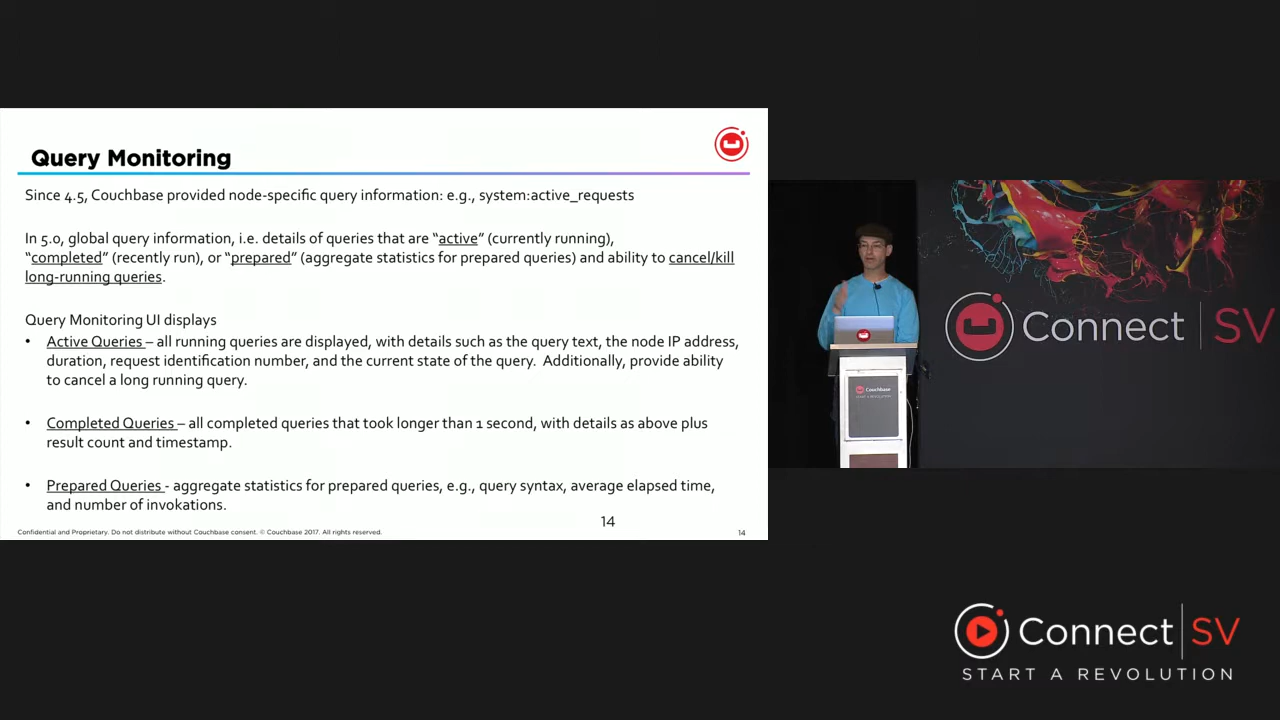 Query Monitoring
Since 4.5, Couchbase provided node-specific query information: e.g., system:active_requests
In 5.0, global query information, i.e. details of queries that are “active” (currently running),
“completed” (recently run), or “prepared” (aggregate statistics for prepared queries) and ability to cancel/kill
long-running queries.
Query Monitoring UI displays
• Active Queries – all running queries are displayed, with details such as the query text, the node IP address,
duration, request identification number, and the current state of the query. Additionally, provide ability
to cancel a long running query.
• Completed Queries – all completed queries that took longer than 1 second, with details as above plus
result count and timestamp.
• Prepared Queries - aggregate statistics for prepared queries, e.g., query syntax, average elapsed time,
and number of invokations.
14
Confidential and Proprietary. Do not distribute without Couchbase consent. © Couchbase 2017. All rights reserved.
14
Connect | SV
Couchbase
Connect | SV
START A REVOLUTION